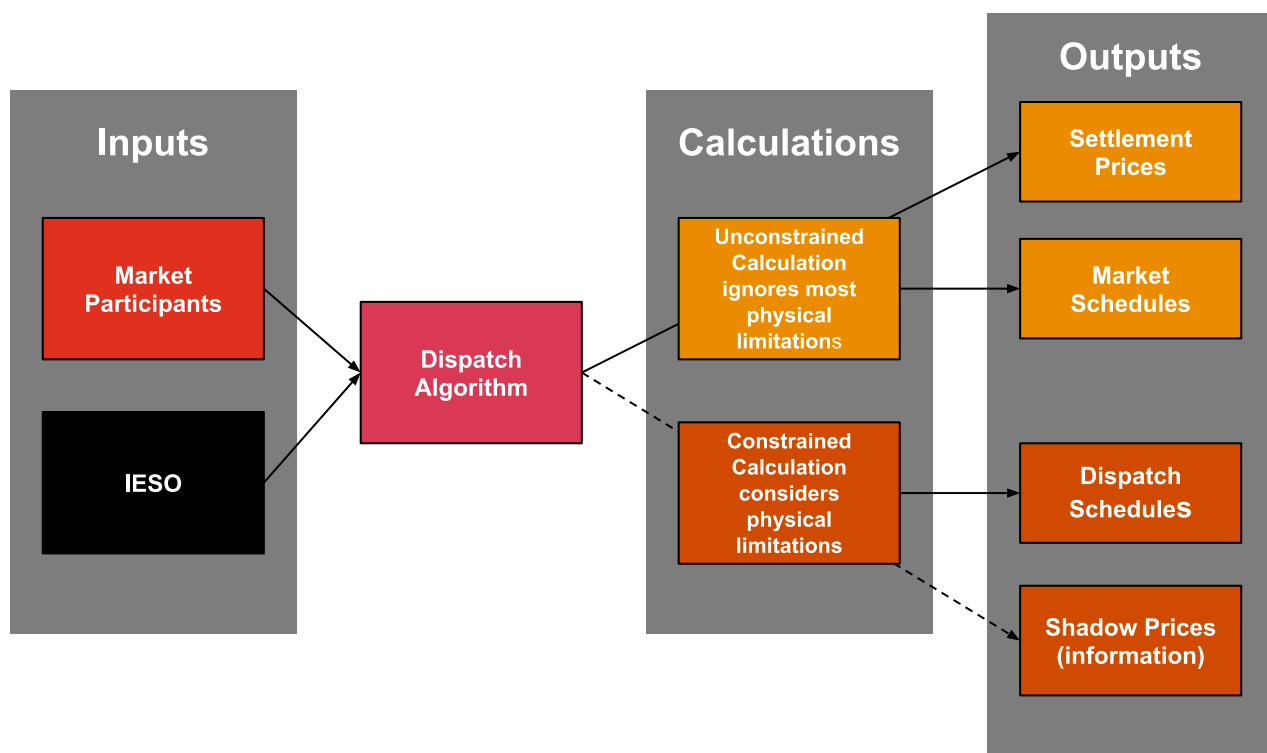 Inputs
Market
Participants
IESO
Dispatch
Algorithm
Calculations
Unconstrained
Calculation
ignores most
physical
limitations
Constrained
Calculation
considers
physical
limitations
Outputs
Settlement
Prices
Market
Schedules
Dispatch
Schedules
Shadow Prices
(information)